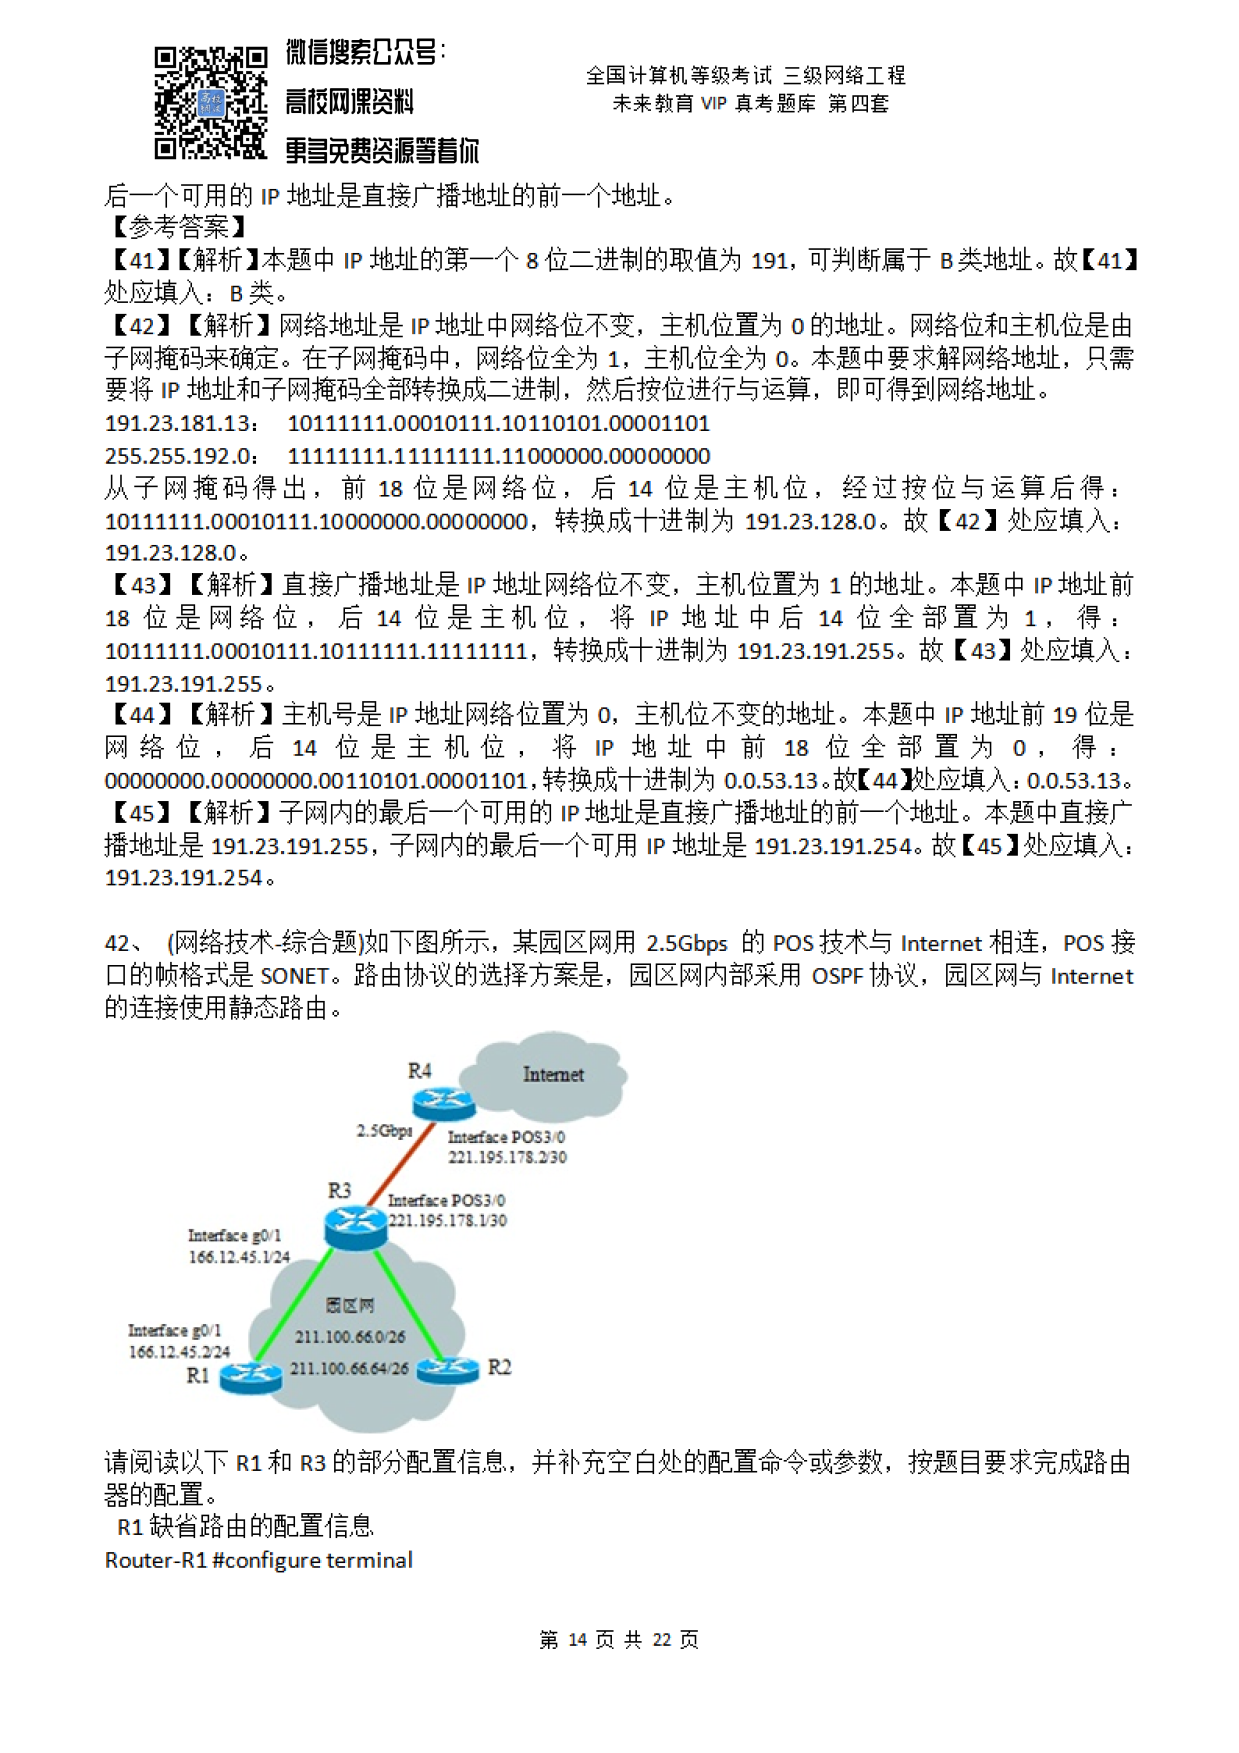 微信搜索公众号：
高校网课资料
更多免费资源等着你
高校
网课
全国计算机等级考试 三级网络工程
未来教育 VIP 真考题库 第四套
后一个可用的 IP 地址是直接广播地址的前一个地址。
【参考答案】
【41】【解析】本题中 IP 地址的第一个 8 位二进制的取值为 191，可判断属于 B 类地址。故【41】
处应填入：B 类。
【42】【解析】网络地址是 IP 地址中网络位不变，主机位置为 0 的地址。网络位和主机位是由
子网掩码来确定。在子网掩码中，网络位全为 1，主机位全为 0。本题中要求解网络地址，只需
要将 IP 地址和子网掩码全部转换成二进制，然后按位进行与运算，即可得到网络地址。
191.23.181.13： 10111111.00010111.10110101.00001101
255.255.192.0： 11111111.11111111.11000000.00000000
从子网掩码得出，前 18 位是网络位，后 14 位是主机位，经过按位与运算后得：
10111111.00010111.10000000.00000000，转换成十进制为 191.23.128.0。故【42】处应填入：
191.23.128.0。
【43】【解析】直接广播地址是 IP 地址网络位不变，主机位置为 1 的地址。本题中 IP 地址前
18 位是网络位，后 14 位是主机位，将 IP 地址中后 14 位全部置为 1，得：
10111111.00010111.10111111.11111111，转换成十进制为 191.23.191.255。故【43】处应填入：
191.23.191.255。
【44】【解析】主机号是 IP 地址网络位置为 0，主机位不变的地址。本题中 IP 地址前 19 位是
网络位，后 14 位是主机位，将 IP 地址中前 18 位全部置为 0，得：
00000000.00000000.00110101.00001101，转换成十进制为 0.0.53.13。故【44】处应填入：0.0.53.13。
【45】【解析】子网内的最后一个可用的 IP 地址是直接广播地址的前一个地址。本题中直接广
播地址是 191.23.191.255，子网内的最后一个可用 IP 地址是 191.23.191.254。故【45】处应填入：
191.23.191.254。
42、 (网络技术-综合题)如下图所示，某园区网用 2.5Gbps 的 POS 技术与 Internet 相连，POS 接
口的帧格式是 SONET。路由协议的选择方案是，园区网内部采用 OSPF 协议，园区网与 Internet
的连接使用静态路由。
R4
Internet
2.5Gbps
Interface POS3/0
221.195.178.2/30
R3
Interface POS3/0
221.195.178.1/30
Interface g0/1
166.12.45.1/24
园区网
211.100.66.0/26
211.100.66.64/26
Interface g0/1
166.12.45.2/24
R1
R2
请阅读以下 R1 和 R3 的部分配置信息，并补充空白处的配置命令或参数，按题目要求完成路由
器的配置。
R1 缺省路由的配置信息
Router-R1 #configure terminal
第 14 页 共 22 页